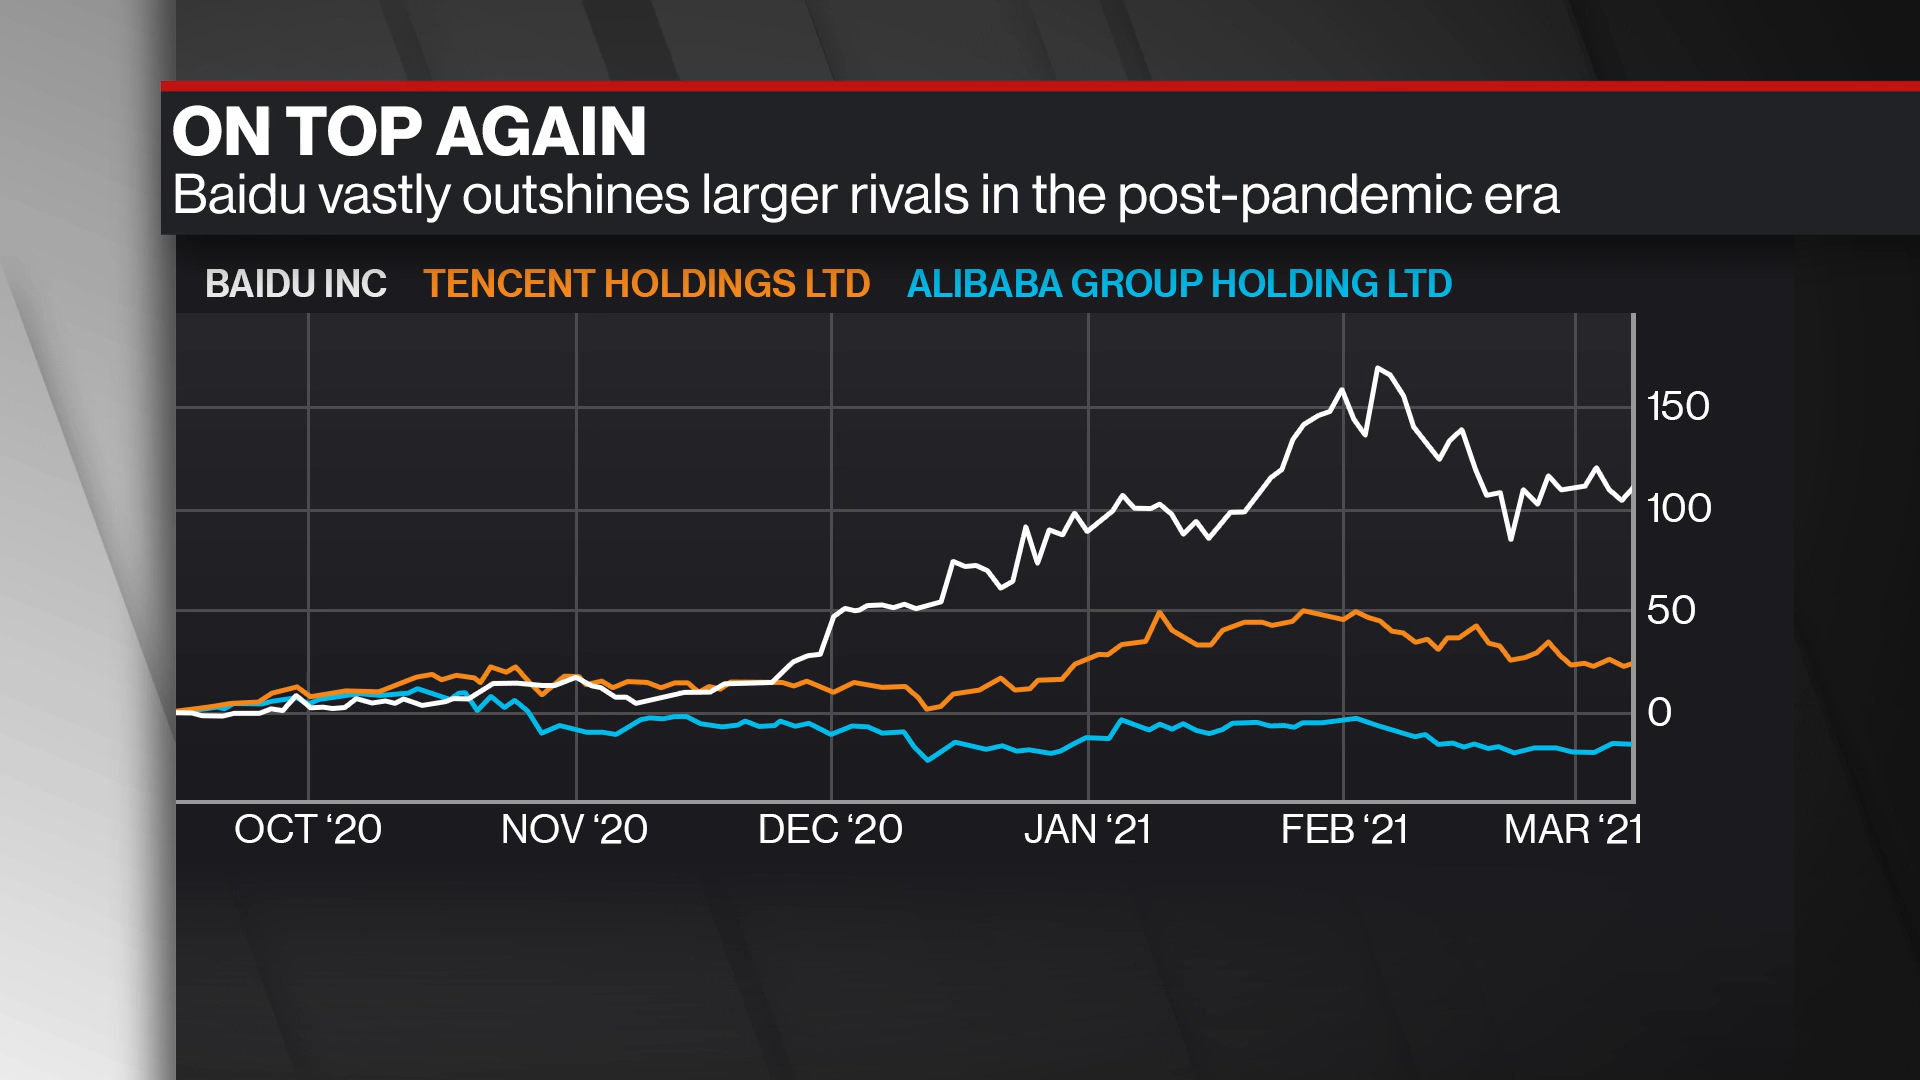 ON TOP AGAIN
Baidu vastly outshines larger rivals in the post-pandemic era
BAIDU INC TENCENT HOLDINGS LTD ALIBABA GROUP HOLDING LTD
150
100
50
0
OCT ‘20 NOV ‘20 DEC ‘20 JAN ‘21 FEB ‘21 MAR ‘21